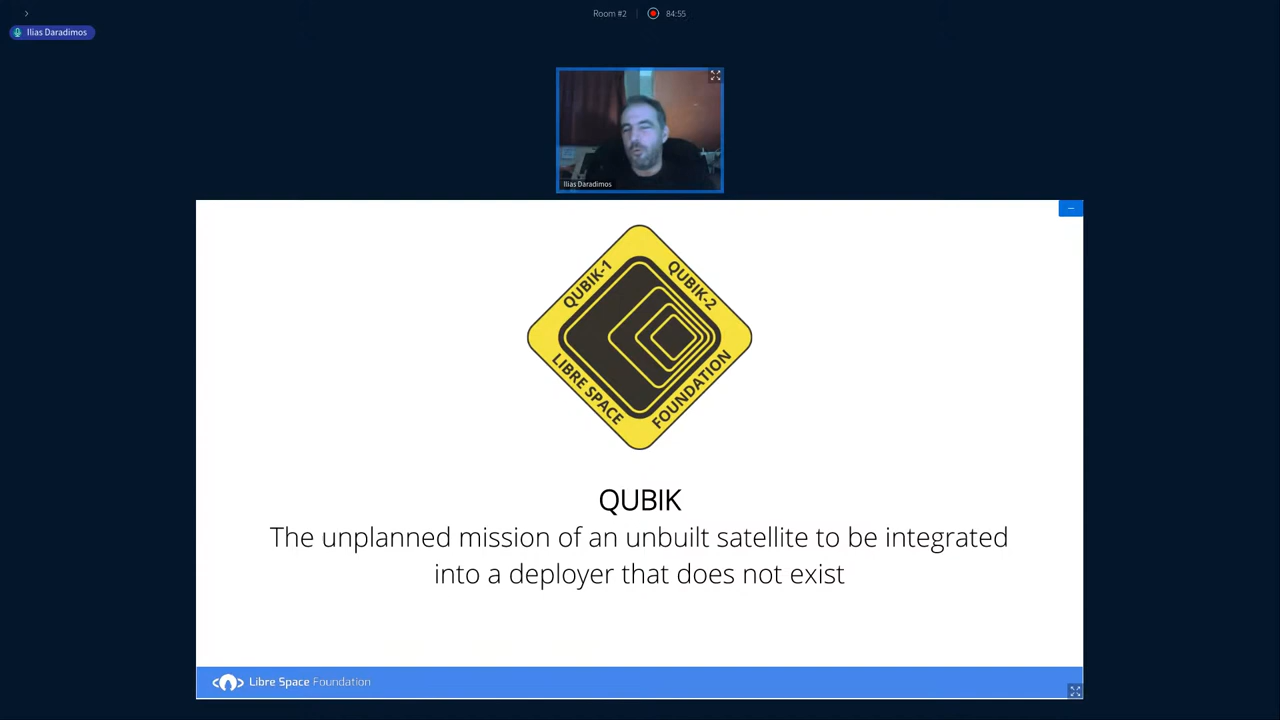 Room #2
84:55
Ilias Daradimos
Ilias Daradimos
QUBIK-1
QUBIK-2
LIBRE SPACE
FOUNDATION
QUBIK
The unplanned mission of an unbuilt satellite to be integrated
into a deployer that does not exist
Libre Space Foundation